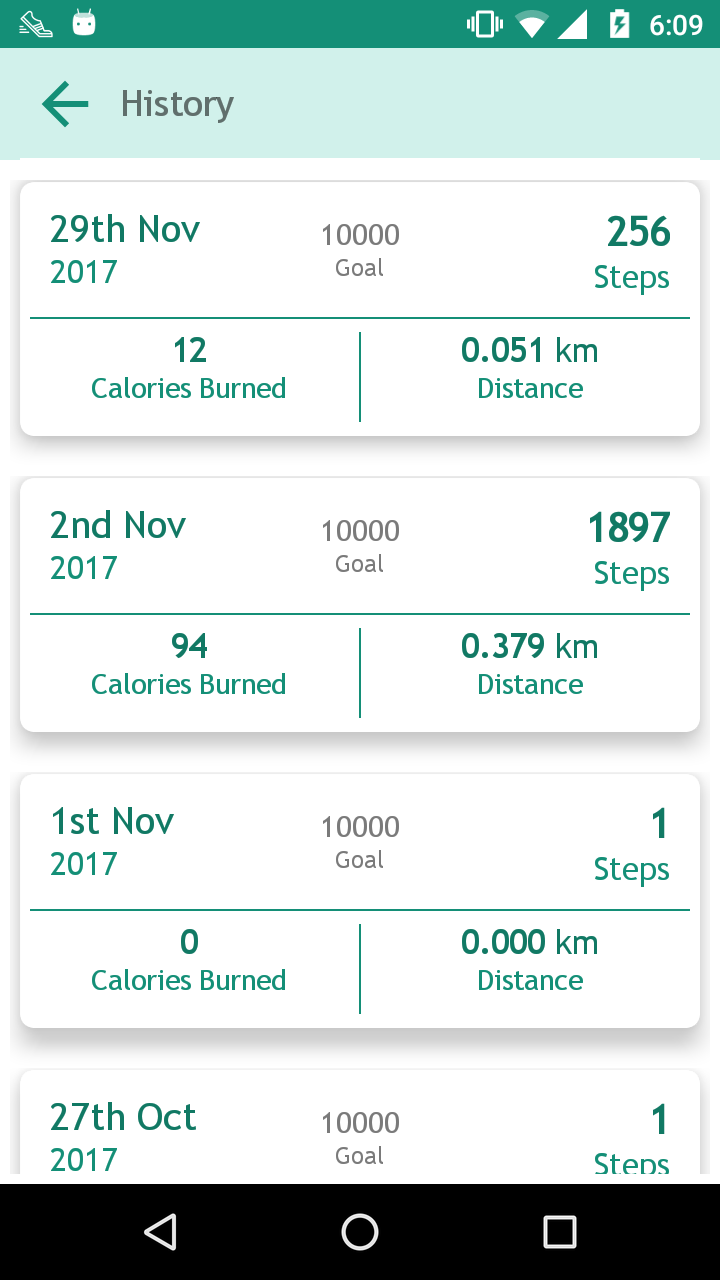 6:09
History
29th Nov
2017
10000
Goal
256
Steps
12
Calories Burned
0.051 km
Distance
2nd Nov
2017
10000
Goal
1897
Steps
94
Calories Burned
0.379 km
Distance
1st Nov
2017
10000
Goal
1
Steps
0
Calories Burned
0.000 km
Distance
27th Oct
2017
10000
Goal
1
Steps